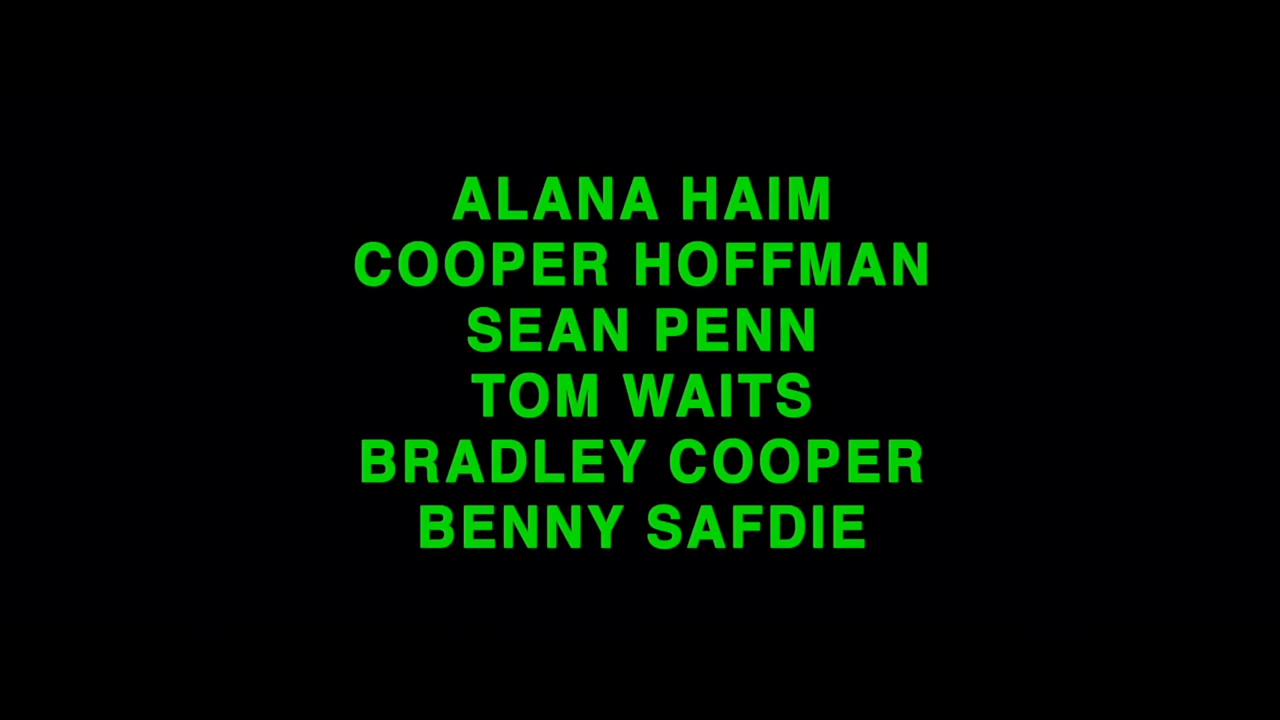 ALANA HAIM
COOPER HOFFMAN
SEAN PENN
TOM WAITS
BRADLEY COOPER
BENNY SAFDIE